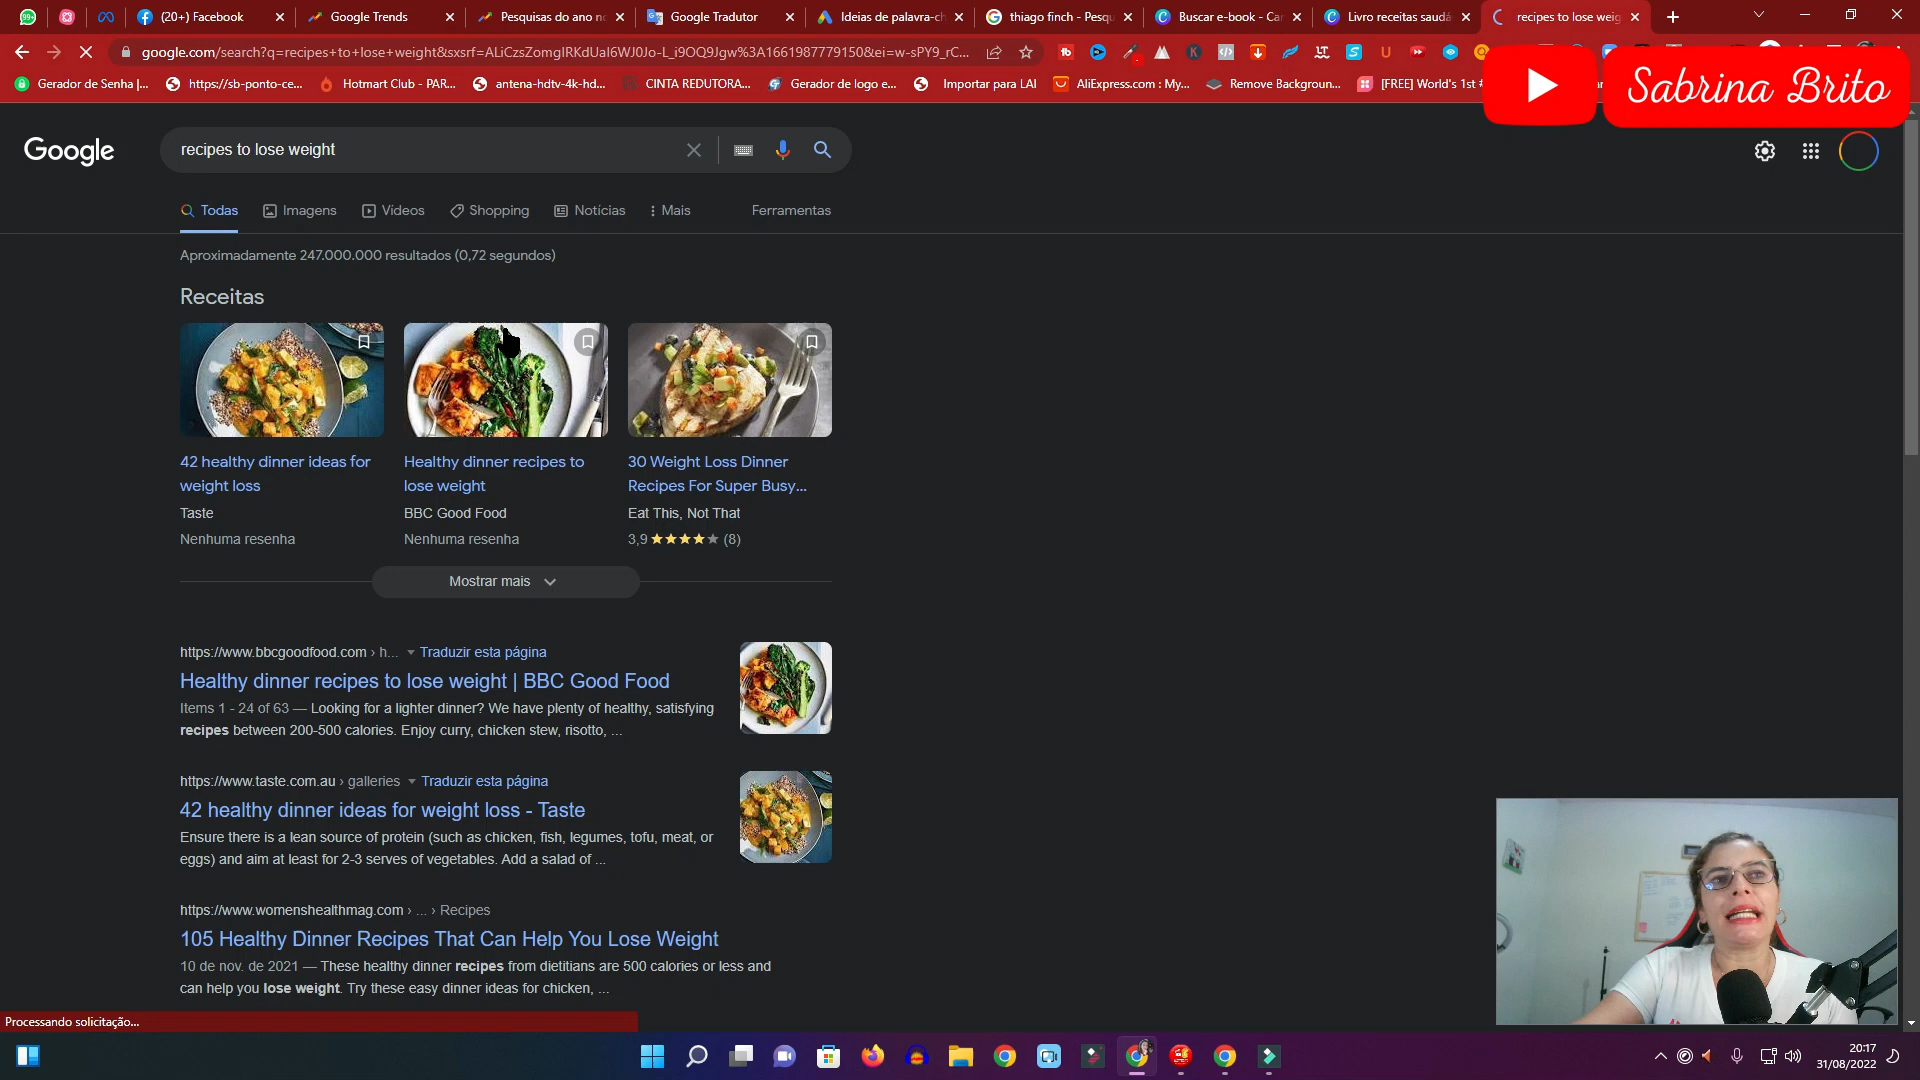 (20+) Facebook
Google Trends
Pesquisas do ano n
Google Tradutor
Ideias de palavra-ch
thiago finch - Pesqu
Buscar e-book - Can
Livro receitas saudá
recipes to lose weig
google.com/search?q=recipes+to+lose+weight&sxsrf=ALiCzsZomgIRKdUaI6WJ0Jo-L_i9OQ9Jgw%3A1661987779150&ei=w-sPY9_rC...
Gerador de Senha |...
https://sb-ponto-ce...
Hotmart Club - PAR...
antena-hdtv-4k-hd...
CINTA REDUTORA...
Gerador de logo e...
Importar para LAI
AliExpress.com : My...
Remove Backgroun...
[FREE] World's 1st
Sabrina Brito
Google
recipes to lose weight
Todas
Imagens
Vídeos
Shopping
Notícias
Mais
Ferramentas
Aproximadamente 247.000.000 resultados (0,72 segundos)
Receitas
42 healthy dinner ideas for
weight loss
Taste
Nenhuma resenha
Healthy dinner recipes to
lose weight
BBC Good Food
Nenhuma resenha
30 Weight Loss Dinner
Recipes For Super Busy...
Eat This, Not That
3,9 ★★★★★ (8)
Mostrar mais
https://www.bbcgoodfood.com › h... Traduzir esta página
Healthy dinner recipes to lose weight | BBC Good Food
Items 1 - 24 of 63 — Looking for a lighter dinner? We have plenty of healthy, satisfying
recipes between 200-500 calories. Enjoy curry, chicken stew, risotto, ...
https://www.taste.com.au › galleries Traduzir esta página
42 healthy dinner ideas for weight loss - Taste
Ensure there is a lean source of protein (such as chicken, fish, legumes, tofu, meat, or
eggs) and aim at least for 2-3 serves of vegetables. Add a salad of ...
https://www.womenshealthmag.com › ... › Recipes
105 Healthy Dinner Recipes That Can Help You Lose Weight
10 de nov. de 2021 — These healthy dinner recipes from dietitians are 500 calories or less and
can help you lose weight. Try these easy dinner ideas for chicken, ...
Processando solicitação...
20:17
31/08/2022